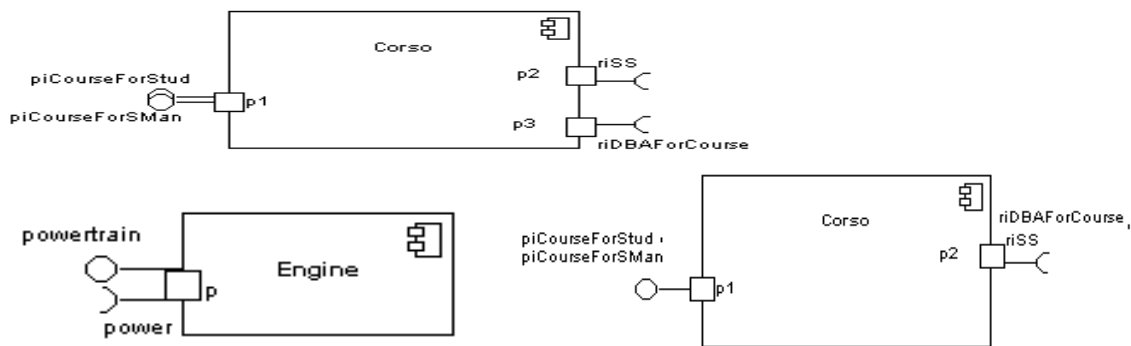 Corso
piCourseForStud
piCourseForSMan
p1
p2
riSS
p3
riDBAForCourse
powertrain
Engine
p
power
Corso
piCourseForStud ,
piCourseForSMan
p1
riDBAForCourse ,
riSS
p2